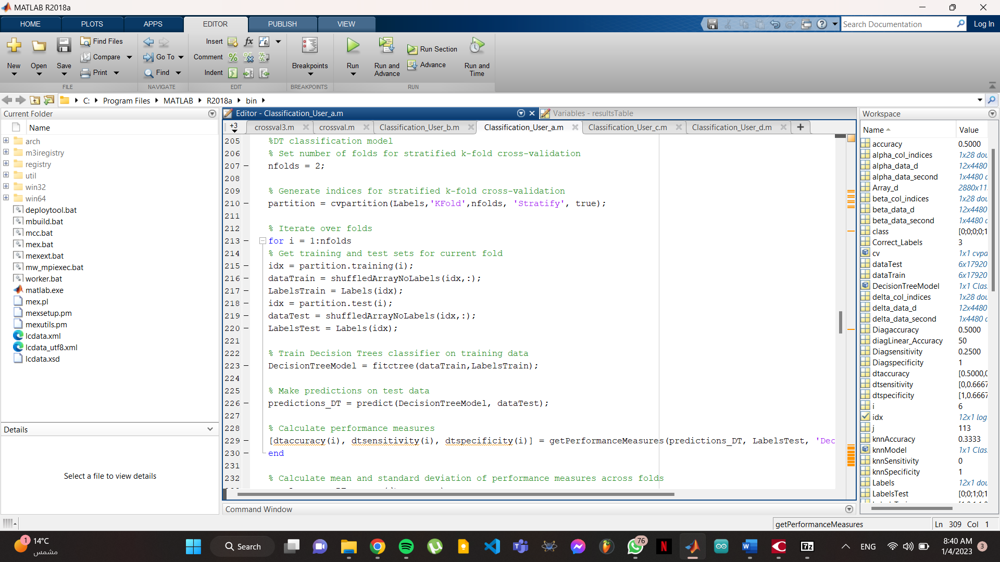 MATLAB R2018a
HOME PLOTS APPS EDITOR PUBLISH VIEW
Search Documentation
Log In
New
Open
Save
Find Files
Compare
Print
FILE
Go To
Find
NAVIGATE
Insert
Comment
Indent
EDIT
Breakpoints
BREAKPOINTS
Run
Run and Advance
Run Section
Advance
Run and Time
RUN
C: Program Files MATLAB R2018a bin
Current Folder
Name
arch
m3iregistry
registry
util
win32
win64
deploytool.bat
mbuild.bat
mcc.bat
mex.bat
mexext.bat
mw_mpiexec.bat
worker.bat
matlab.exe
mex.pl
mexsetup.pm
mexutils.pm
lcdata.xml
lcdata_utf8.xml
lcdata.xsd
Details
Select a file to view details
Editor - Classification_User_a.m
Variables - resultsTable
+3 crossval3.m crossval.m Classification_User_b.m Classification_User_a.m Classification_User_c.m Classification_User_d.m
205 %DT classification model
206 % Set number of folds for stratified k-fold cross-validation
207 nfolds = 2;
208
209 % Generate indices for stratified k-fold cross-validation
210 partition = cvpartition(Labels,'KFold',nfolds, 'Stratify', true);
211
212 % Iterate over folds
213 for i = 1:nfolds
214 % Get training and test sets for current fold
215 idx = partition.training(i);
216 dataTrain = shuffledArrayNoLabels(idx,:);
217 LabelsTrain = Labels(idx);
218 idx = partition.test(i);
219 dataTest = shuffledArrayNoLabels(idx,:);
220 LabelsTest = Labels(idx);
221
222 % Train Decision Trees classifier on training data
223 DecisionTreeModel = fitctree(dataTrain,LabelsTrain);
224
225 % Make predictions on test data
226 predictions_DT = predict(DecisionTreeModel, dataTest);
227
228 % Calculate performance measures
229 [dtaccuracy(i), dtsensitivity(i), dtspecificity(i)] = getPerformanceMeasures(predictions_DT, LabelsTest, 'Dec
230 end
231
232 % Calculate mean and standard deviation of performance measures across folds
Command Window
Workspace
Name Value
accuracy 0.5000
alpha_col_indices 1x28 dou
alpha_data_d 12x4480
alpha_data_second 1x4480 d
Array_d 2880x11
beta_col_indices 1x28 dou
beta_data_d 12x4480
beta_data_second 1x4480 d
class [0;0;0;0;1
Correct_Labels 3
cv 1x1 cvpa
dataTest 6x17920
dataTrain 6x17920
DecisionTreeModel 1x1 Clas
delta_col_indices 1x28 dou
delta_data_d 12x4480
delta_data_second 1x4480 d
Diagaccuracy 0.5000
diagLinear_Accuracy 50
Diagsensitivity 0.2500
Diagspecificity 1
dtaccuracy [0.5000,0
dtsensitivity [0,0.6667
dtspecificity [1,0.6667
i 6
idx 12x1 log
j 113
knnAccuracy 0.3333
knnModel 1x1 Clas
knnSensitivity 0
knnSpecificity 1
Labels 12x1 dou
LabelsTest [0;0;1;0;1
getPerformanceMeasures
Ln 309 Col 1
1
14°C
مشمس
Search
76
ENG
8:40 AM
1/4/2023
3